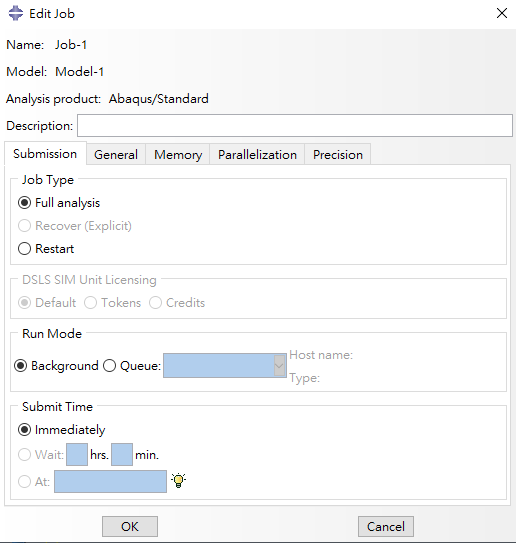 Edit Job
Name: Job-1
Model: Model-1
Analysis product: Abaqus/Standard
Description:
Submission General Memory Parallelization Precision
Job Type
Full analysis
Recover (Explicit)
Restart
DSLS SIM Unit Licensing
Default Tokens Credits
Run Mode
Background Queue: Host name:
Type:
Submit Time
Immediately
Wait: hrs. min.
At:
OK Cancel